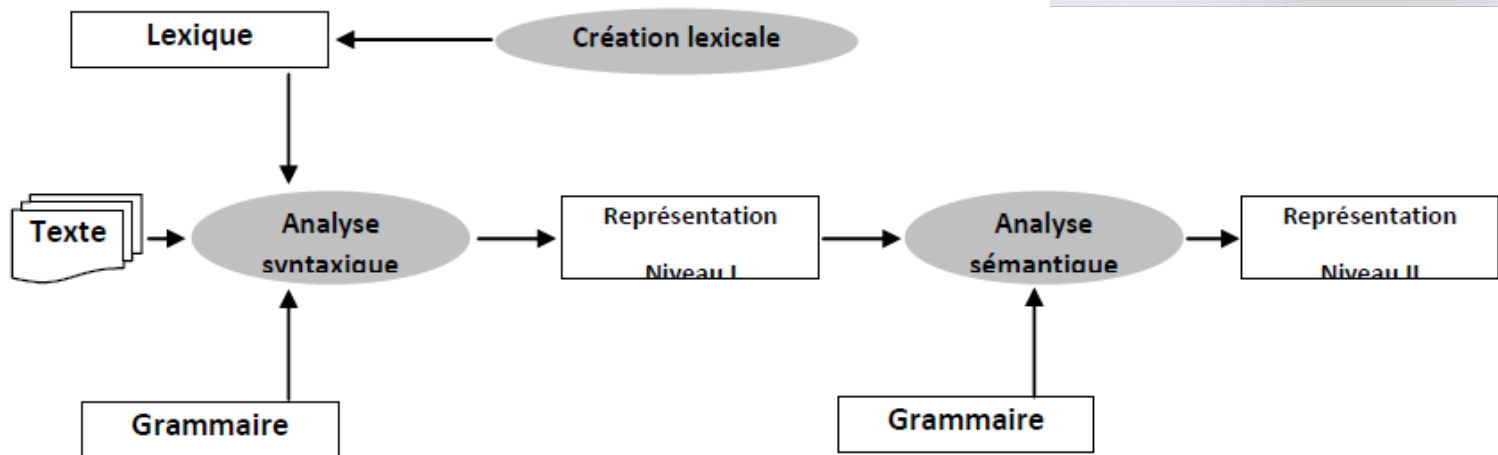 Lexique
Création lexicale
Texte
Analyse
syntaxique
Représentation
Niveau I
Analyse
sémantique
Représentation
Niveau II
Grammaire
Grammaire